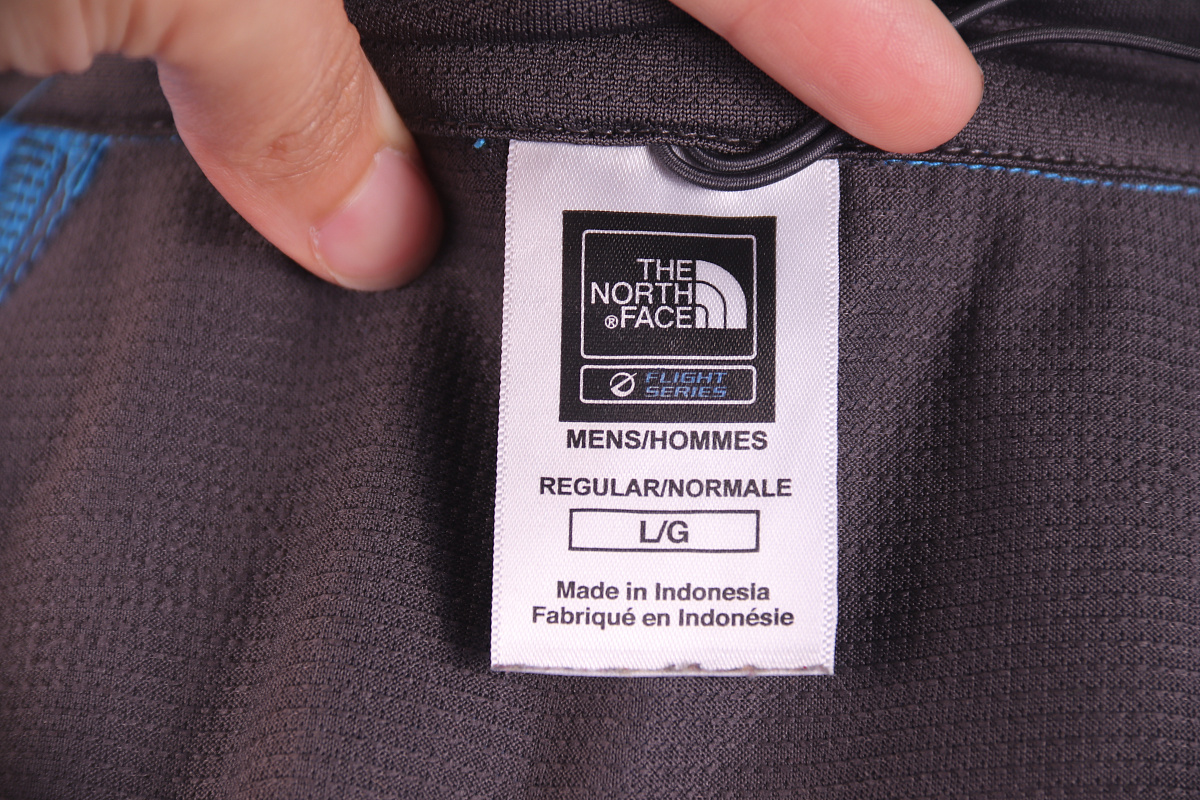 THE
NORTH
®FACE
FLIGHT
SERIES
MENS/HOMMES
REGULAR/NORMALE
L/G
Made in Indonesia
Fabriqué en Indonésie